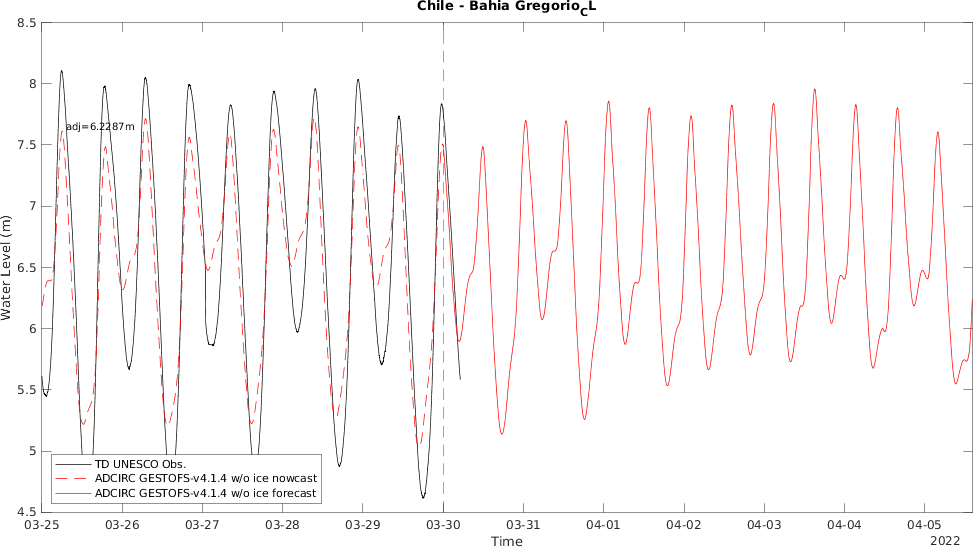 Chile - Bahia Gregorio_CL
8.5
8
7.5
7
6.5
6
5.5
5
4.5
Water Level (m)
adj=6.2287m
TD UNESCO Obs.
ADCIRC GESTOFS-v4.1.4 w/o ice nowcast
ADCIRC GESTOFS-v4.1.4 w/o ice forecast
03-25 03-26 03-27 03-28 03-29 03-30 03-31 04-01 04-02 04-03 04-04 04-05
Time
2022